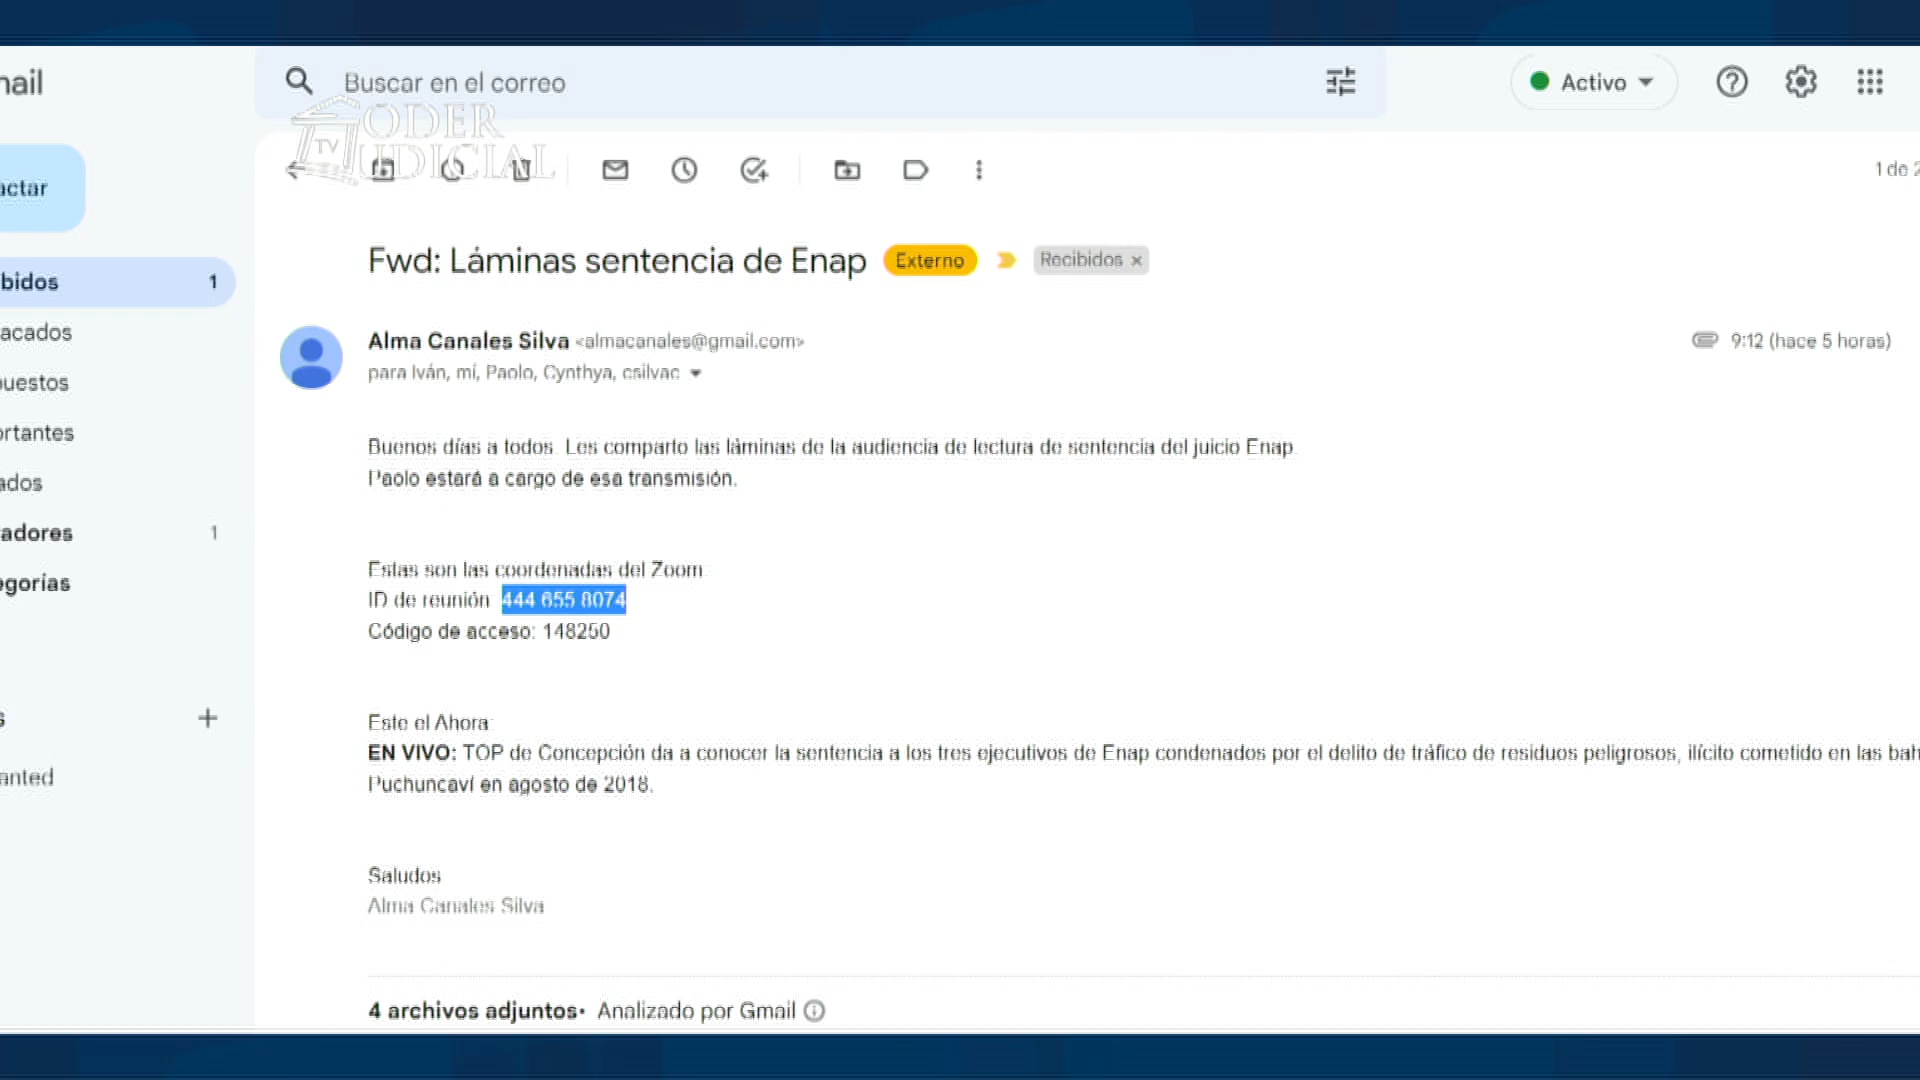 nail
Buscar en el correo
Activo
TV
ODER
UDICIAL
actar
1 de 2
Fwd: Láminas sentencia de Enap
Externo
Recibidos ×
bidos
1
acados
Alma Canales Silva <almacanales@gmail.com>
9:12 (hace 5 horas)
para Iván, mí, Paolo, Cynthya, csilvac
puestos
ortantes
Buenos días a todos. Les comparto las láminas de la audiencia de lectura de sentencia del juicio Enap.
Paolo estará a cargo de esa transmisión.
ados
adores
1
Estas son las coordenadas del Zoom
egorías
ID de reunión 444 655 8074
Código de acceso: 148250
s
Este el Ahora:
EN VIVO: TOP de Concepción da a conocer la sentencia a los tres ejecutivos de Enap condenados por el delito de tráfico de residuos peligrosos, ilícito cometido en las bah
anted
Puchuncaví en agosto de 2018.
Saludos
Alma Canales Silva
4 archivos adjuntos• Analizado por Gmail